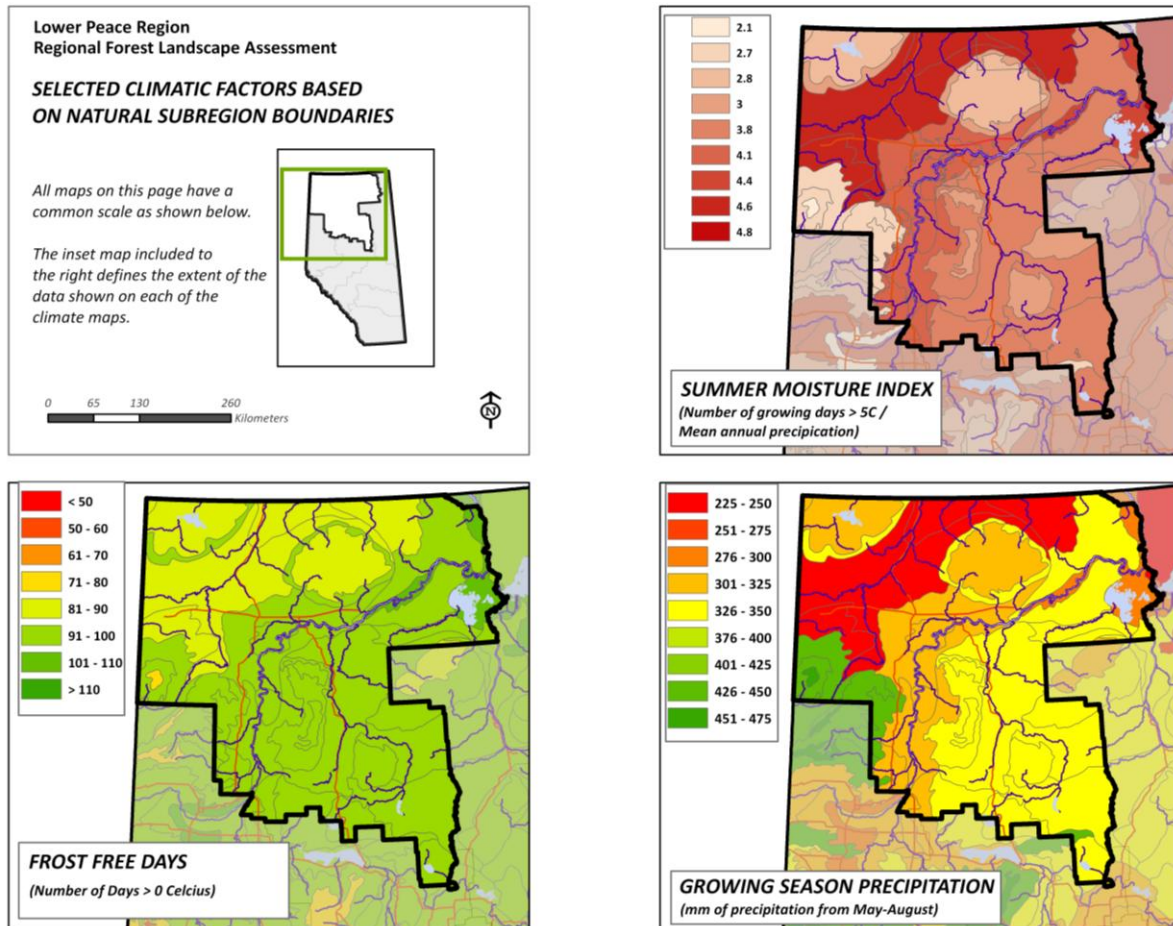 Lower Peace Region
Regional Forest Landscape Assessment
SELECTED CLIMATIC FACTORS BASED
ON NATURAL SUBREGION BOUNDARIES
All maps on this page have a
common scale as shown below.
The inset map included to
the right defines the extent of the
data shown on each of the
climate maps.
0 65 130 260
Kilometers
N
2.1
2.7
2.8
3
3.8
4.1
4.4
4.6
4.8
SUMMER MOISTURE INDEX
(Number of growing days > 5C /
Mean annual precipication)
< 50
50 - 60
61 - 70
71 - 80
81 - 90
91 - 100
101 - 110
> 110
FROST FREE DAYS
(Number of Days > 0 Celcius)
225 - 250
251 - 275
276 - 300
301 - 325
326 - 350
376 - 400
401 - 425
426 - 450
451 - 475
GROWING SEASON PRECIPITATION
(mm of precipitation from May-August)